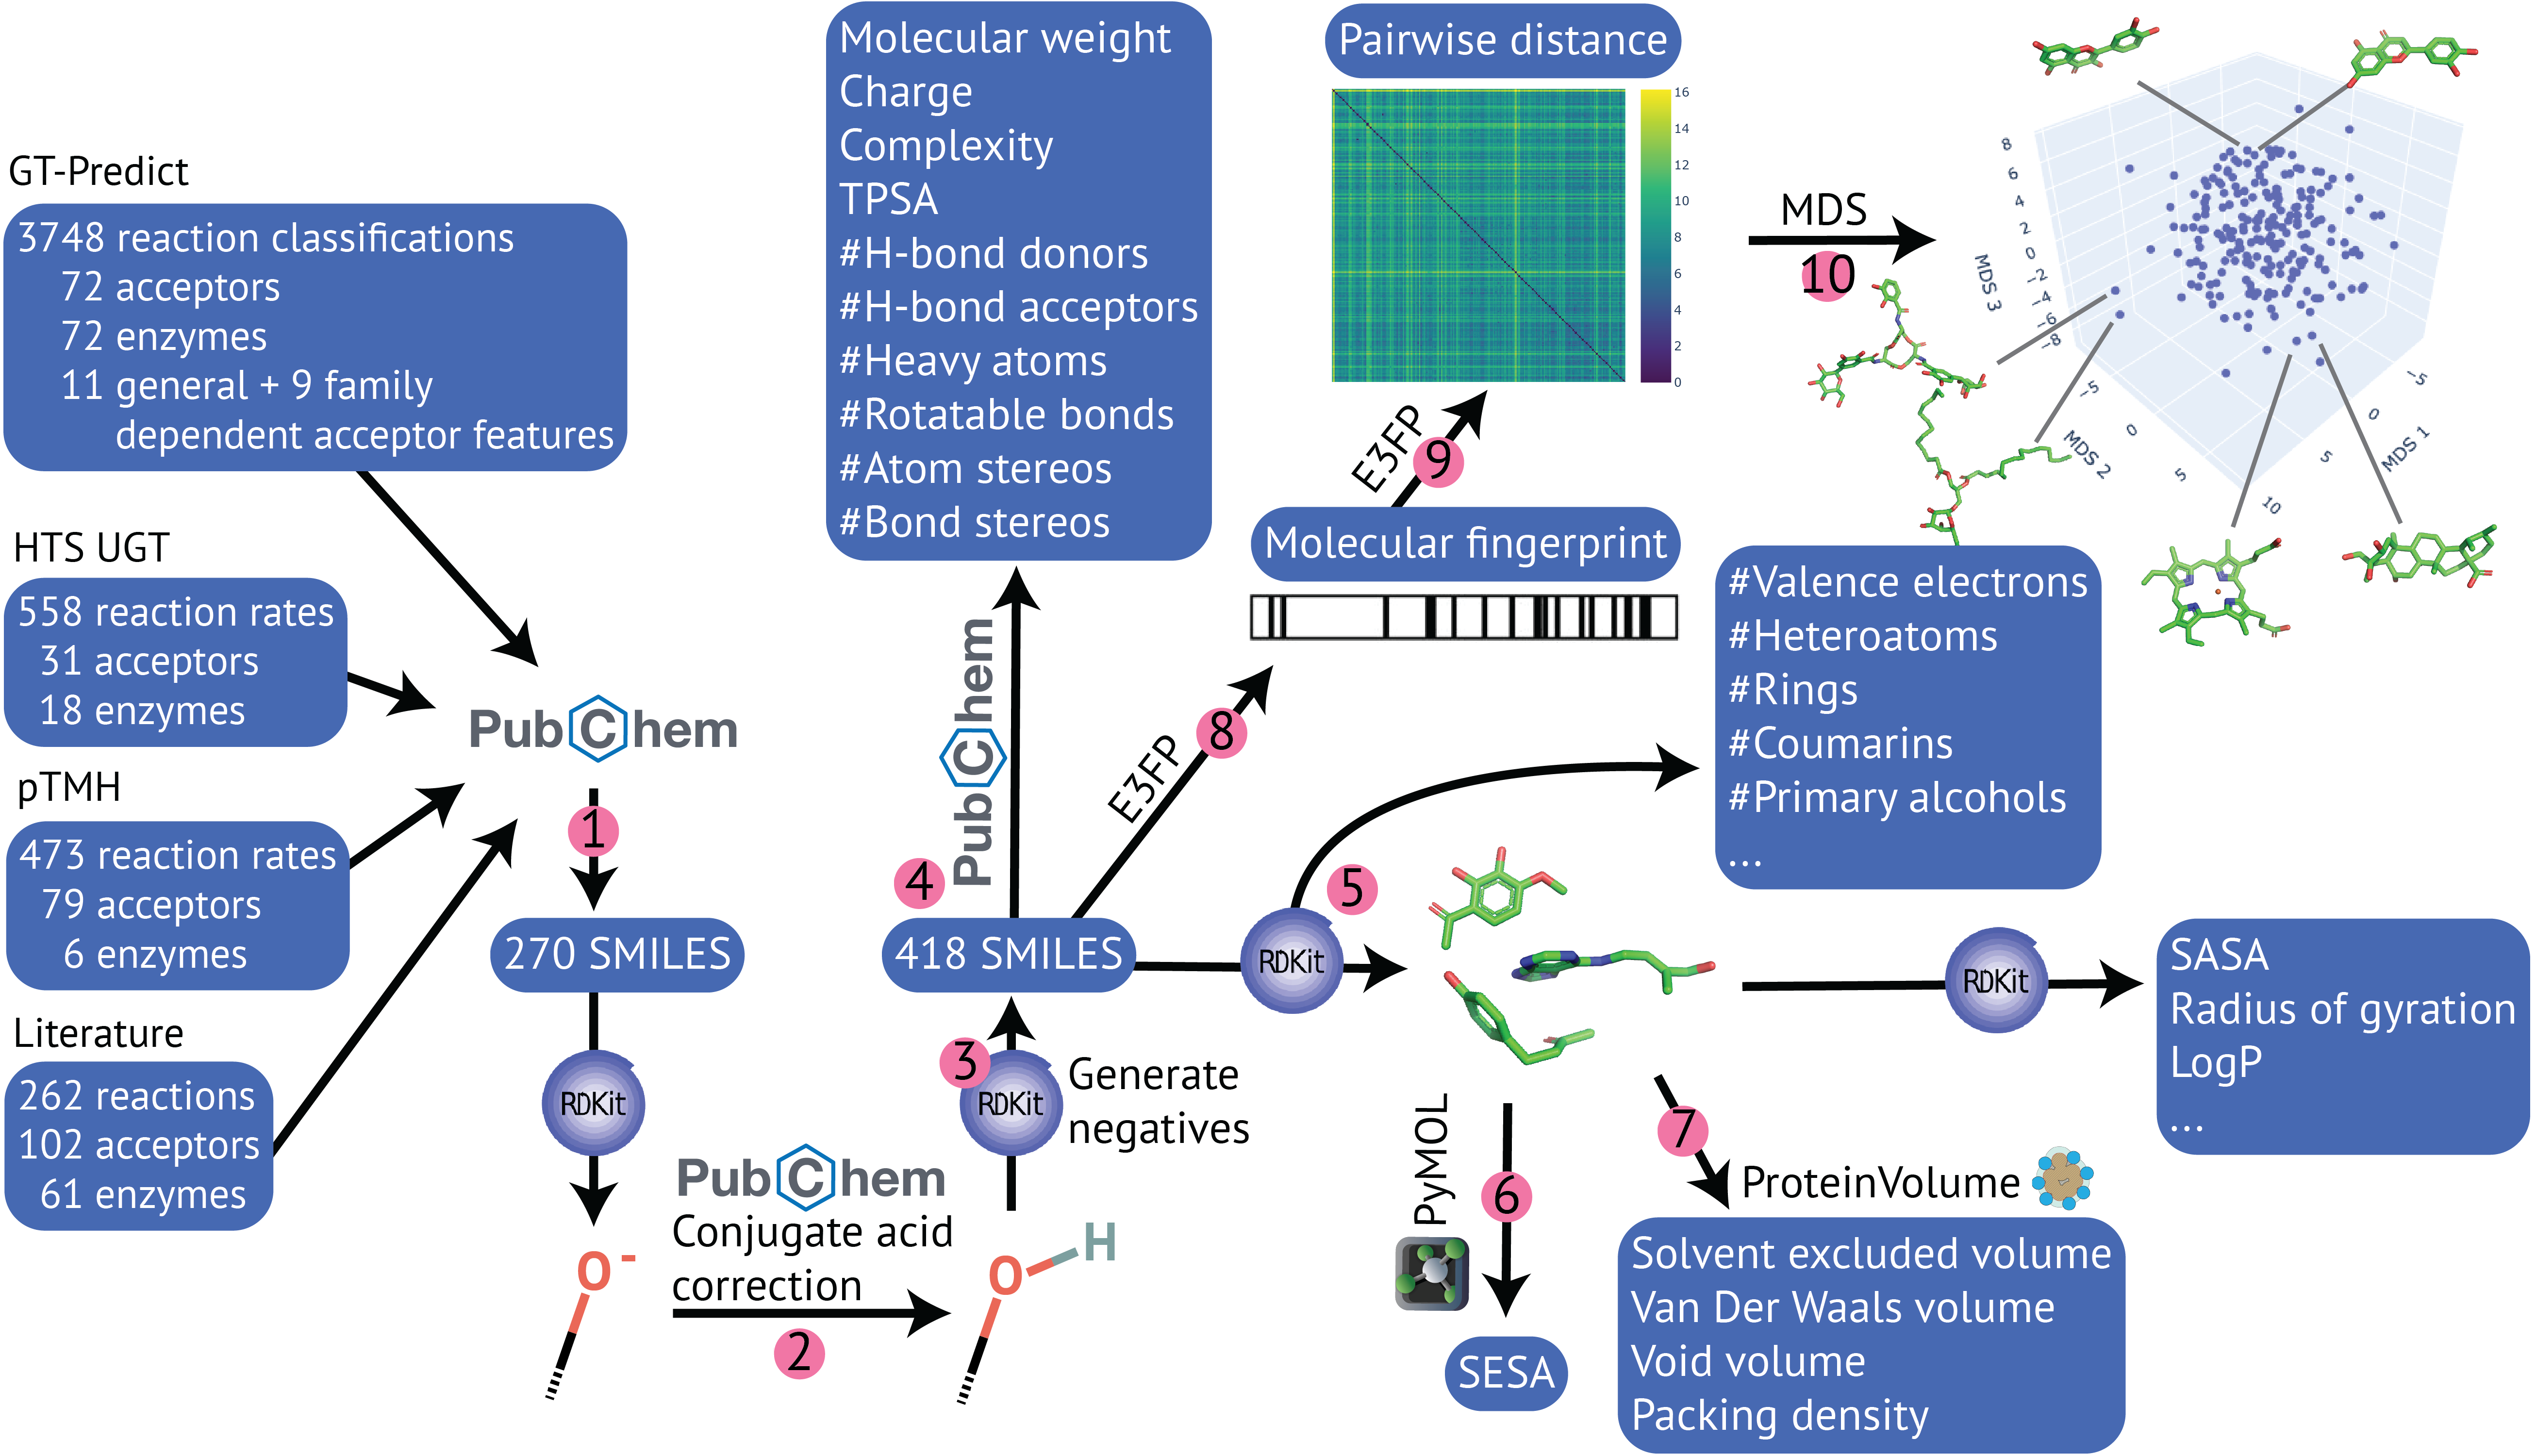 GT-Predict
3748 reaction classifications
72 acceptors
72 enzymes
11 general + 9 family
dependent acceptor features
HTS UGT
558 reaction rates
31 acceptors
18 enzymes
pTMH
473 reaction rates
79 acceptors
6 enzymes
Literature
262 reactions
102 acceptors
61 enzymes
PubChem
1
270 SMILES
RDKit
O -
PubChem
Conjugate acid
correction
2
O H
3
RDKit
Generate
negatives
418 SMILES
4
PubChem
Molecular weight
Charge
Complexity
TPSA
#H-bond donors
#H-bond acceptors
#Heavy atoms
#Rotatable bonds
#Atom stereos
#Bond stereos
E3FP
8
Molecular fingerprint
E3FP
9
Pairwise distance
16
14
12
10
8
6
4
2
0
MDS
10
8
6
4
2
0
−2
−4
−6
−8
MDS 3
−5
0
5
10
MDS 2
−5
0
5
MDS 1
RDKit
5
#Valence electrons
#Heteroatoms
#Rings
#Coumarins
#Primary alcohols
...
RDKit
SASA
Radius of gyration
LogP
...
PyMOL
6
SESA
7
ProteinVolume
Solvent excluded volume
Van Der Waals volume
Void volume
Packing density